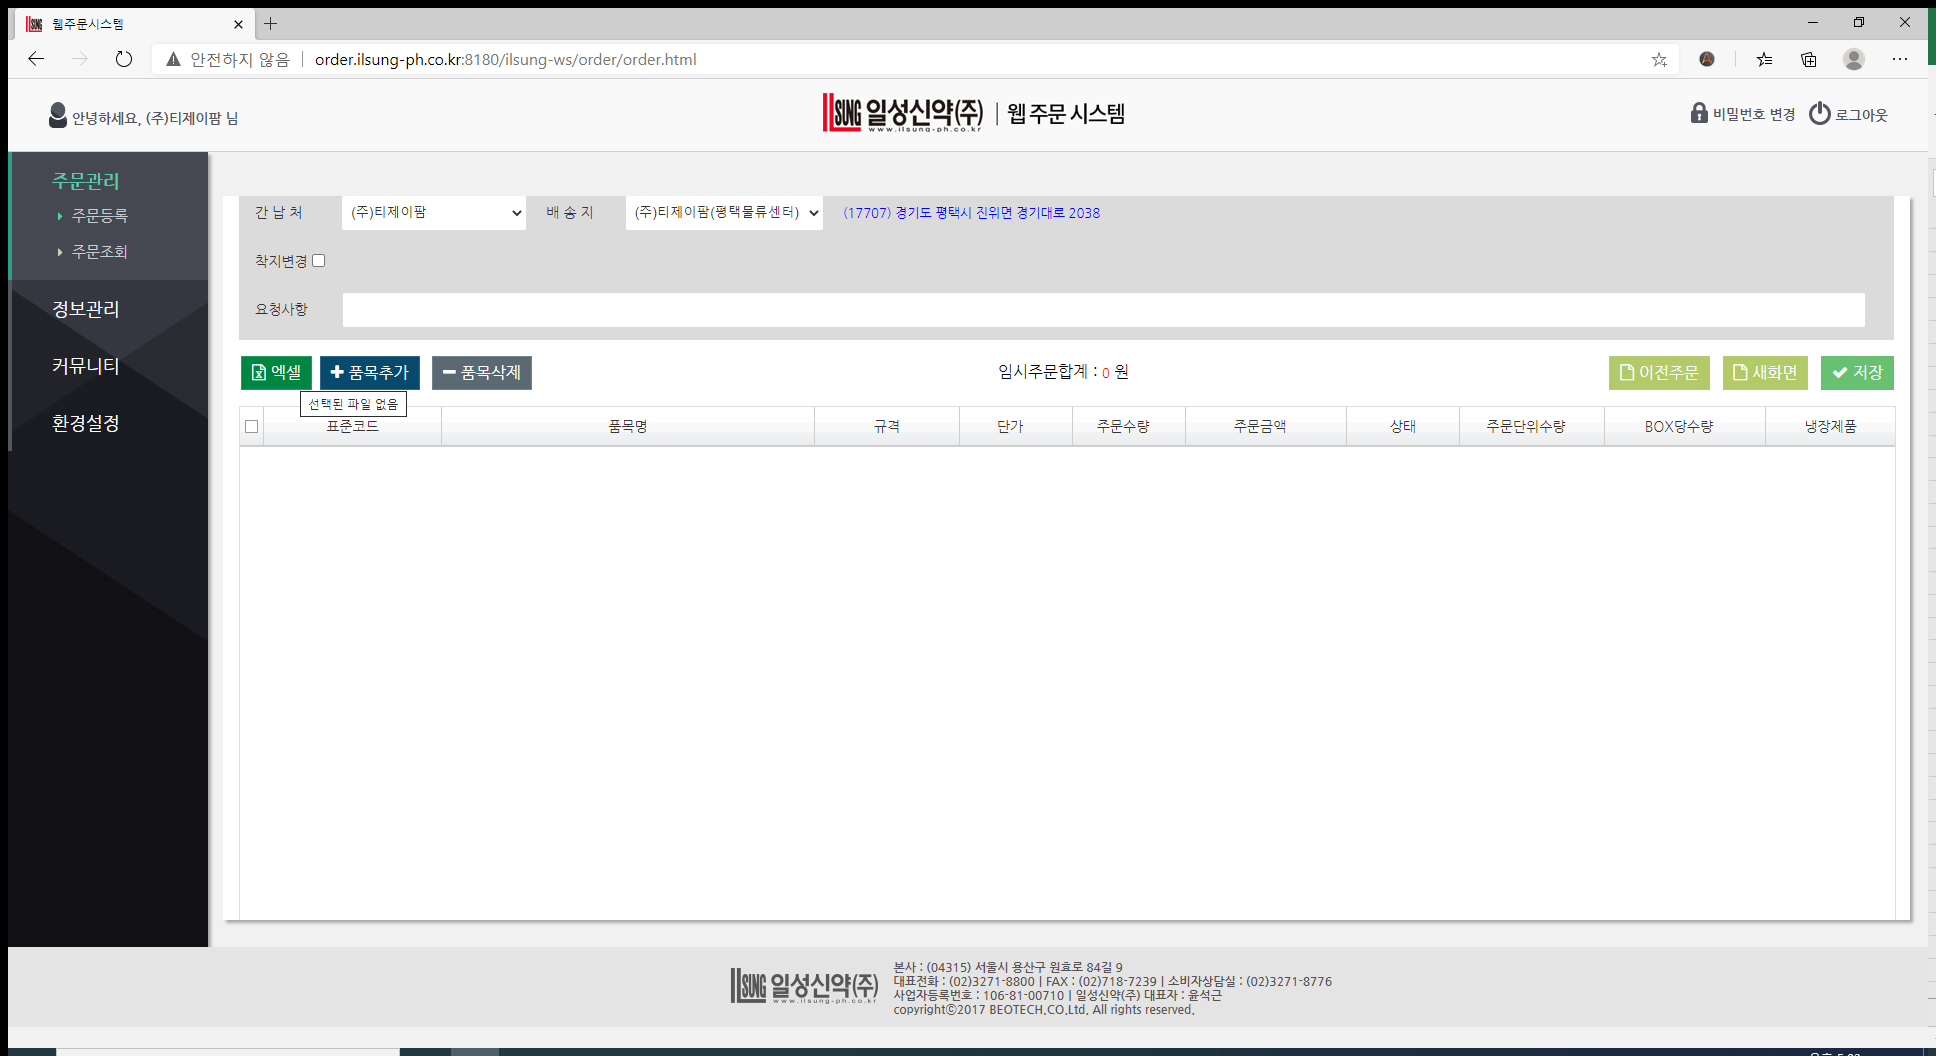 웹주문시스템
안전하지 않음 | order.ilsung-ph.co.kr:8180/ilsung-ws/order/order.html
안녕하세요, (주)티제이팜 님
ILSUNG 일성신약(주) | 웹 주문 시스템
www.ilsung-ph.co.kr
비밀번호 변경 로그아웃
주문관리
주문등록
주문조회
정보관리
커뮤니티
환경설정
간 납 처 (주)티제이팜 배 송 지 (주)티제이팜(평택물류센터) (17707) 경기도 평택시 진위면 경기대로 2038
착지변경
요청사항
엑셀 품목추가 품목삭제 임시주문합계 : 0 원 이전주문 새화면 저장
선택된 파일 없음
표준코드 품목명 규격 단가 주문수량 주문금액 상태 주문단위수량 BOX당수량 냉장제품
ILSUNG 일성신약(주)
www.ilsung-ph.co.kr
본사 : (04315) 서울시 용산구 원효로 84길 9
대표전화 : (02)3271-8800 | FAX : (02)718-7239 | 소비자상담실 : (02)3271-8776
사업자등록번호 : 106-81-00710 | 일성신약(주) 대표자 : 윤석근
copyrightⓒ2017 BEOTECH.CO.Ltd. All rights reserved.